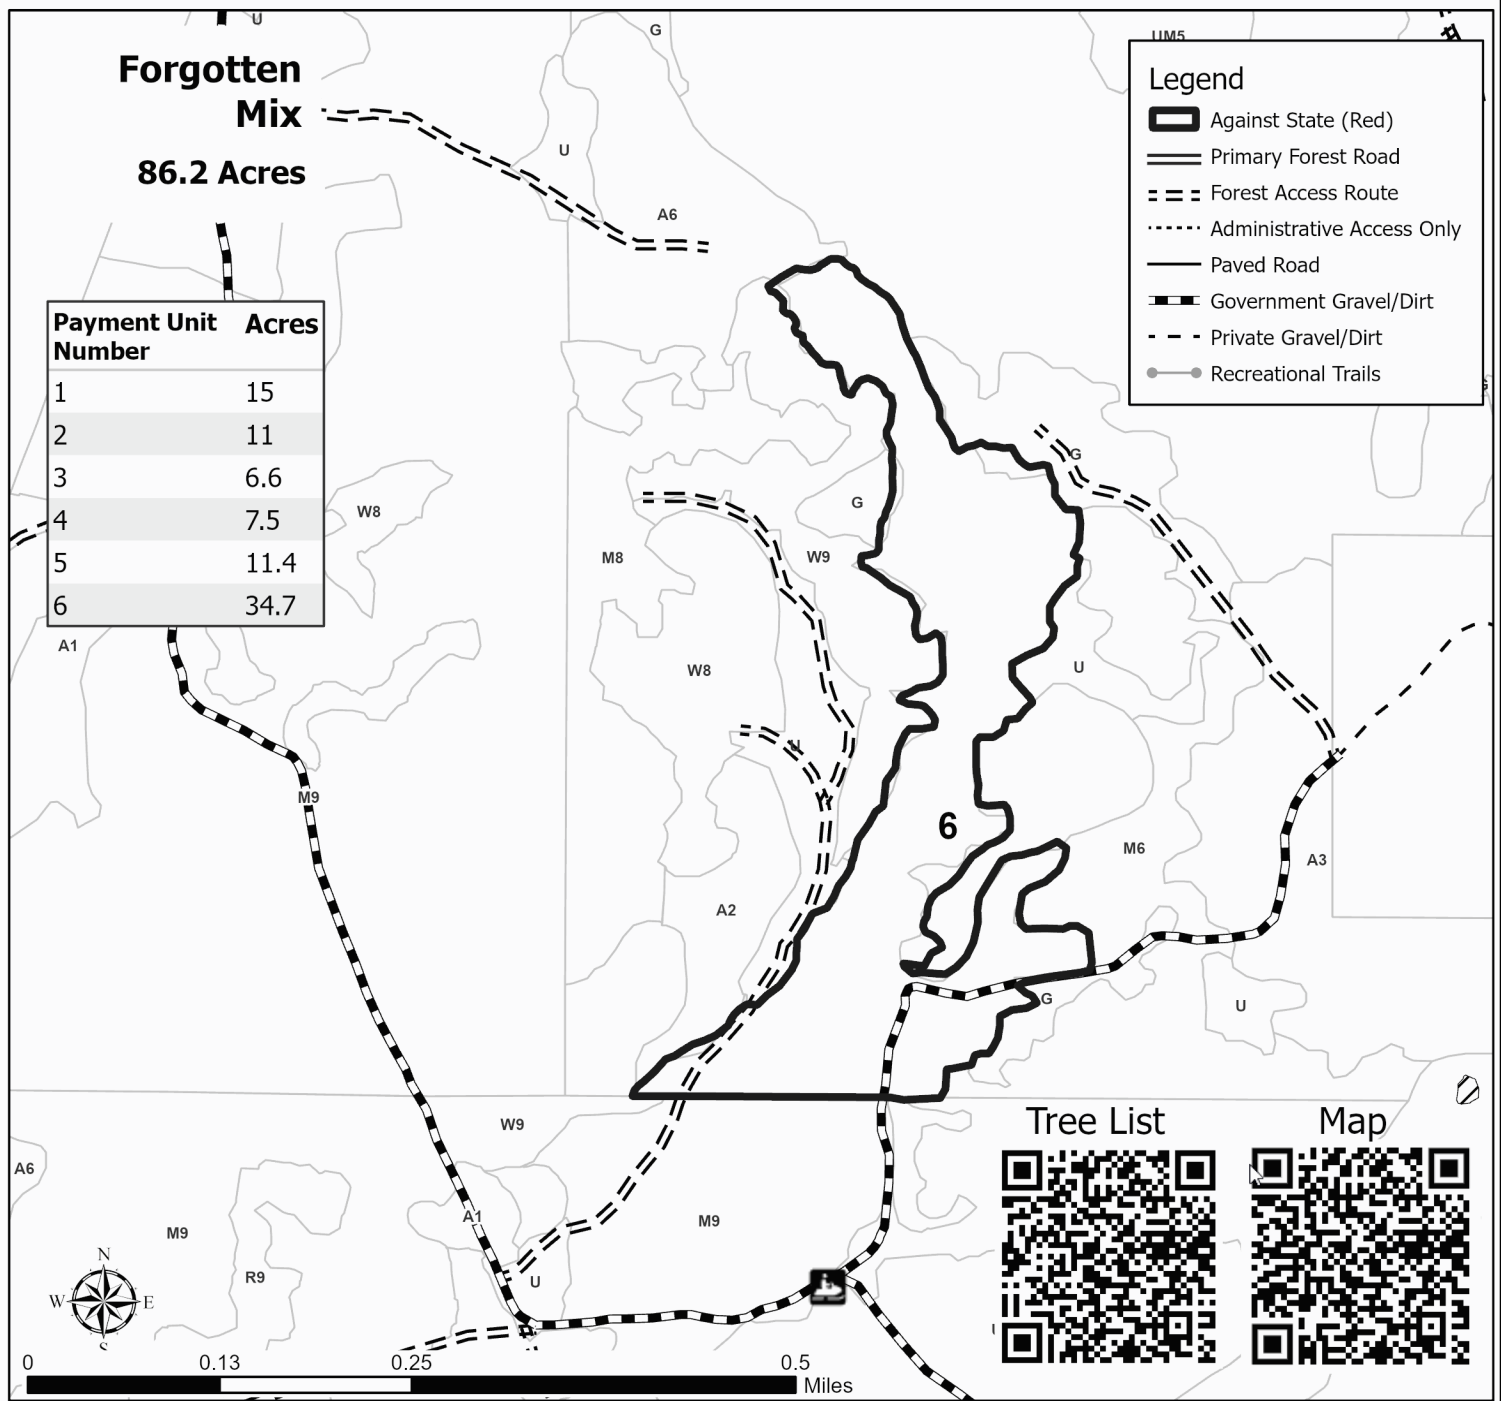 U
G
UM5
Forgotten
Mix
86.2 Acres
Legend
Against State (Red)
Primary Forest Road
Forest Access Route
Administrative Access Only
Paved Road
Government Gravel/Dirt
Private Gravel/Dirt
Recreational Trails
U
A6
Payment Unit Number Acres
1 15
2 11
3 6.6
4 7.5
5 11.4
6 34.7
G
G
W8
M8
W9
A1
W8
U
U
M9
6
M6
A3
A2
G
U
W9
Tree List
Map
A6
A1
M9
M9
R9
U
N
W E
S
0 0.13 0.25 0.5
Miles